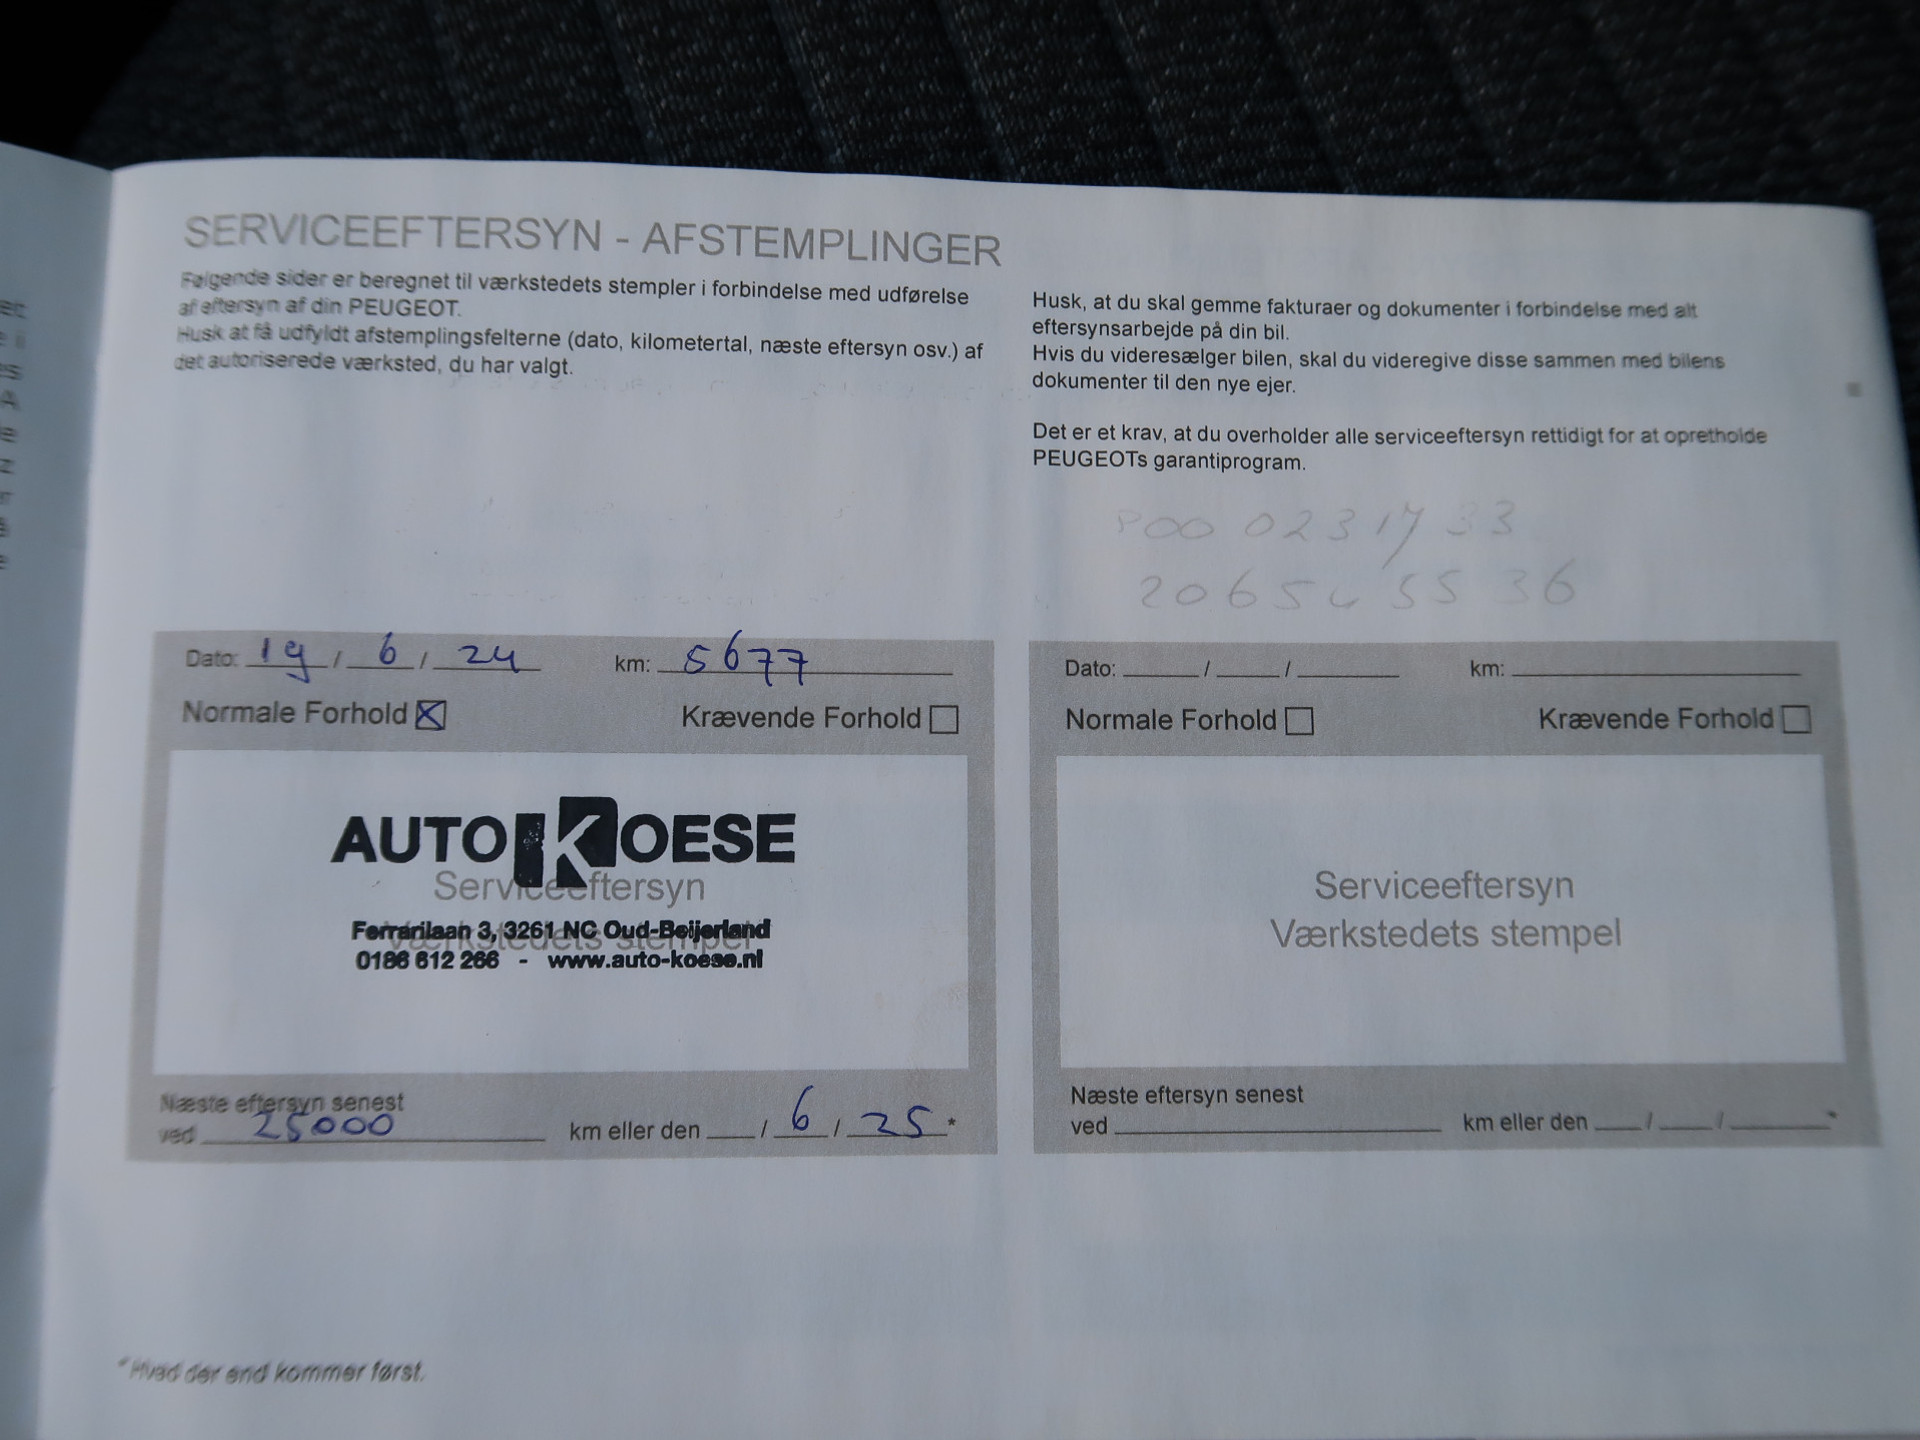 SERVICEEFTERSYN - AFSTEMPLINGER
Følgende sider er beregnet til værkstedets stempler i forbindelse med udførelse
af eftersyn af din PEUGEOT.
Husk at få udfyldt afstemplingsfelterne (dato, kilometertal, næste eftersyn osv.) af
det autoriserede værksted, du har valgt.
Husk, at du skal gemme fakturaer og dokumenter i forbindelse med alt
eftersynsarbejde på din bil.
Hvis du videresælger bilen, skal du videregive disse sammen med bilens
dokumenter til den nye ejer.
Det er et krav, at du overholder alle serviceeftersyn rettidigt for at opretholde
PEUGEOTs garantiprogram.
Dato: 19 / 6 / 24 km: 5677
Normale Forhold Krævende Forhold
AUTO KOESE
Serviceeftersyn
Værkstedets stempel
Ferrarilaan 3, 3261 NC Oud-Beijerland
0186 612 266 - www.auto-koese.nl
Næste eftersyn senest
ved 25000 km eller den / 6 / 25 *
Dato: / / km:
Normale Forhold Krævende Forhold
Serviceeftersyn
Værkstedets stempel
Næste eftersyn senest
ved km eller den / / *
*Hvad der end kommer først.